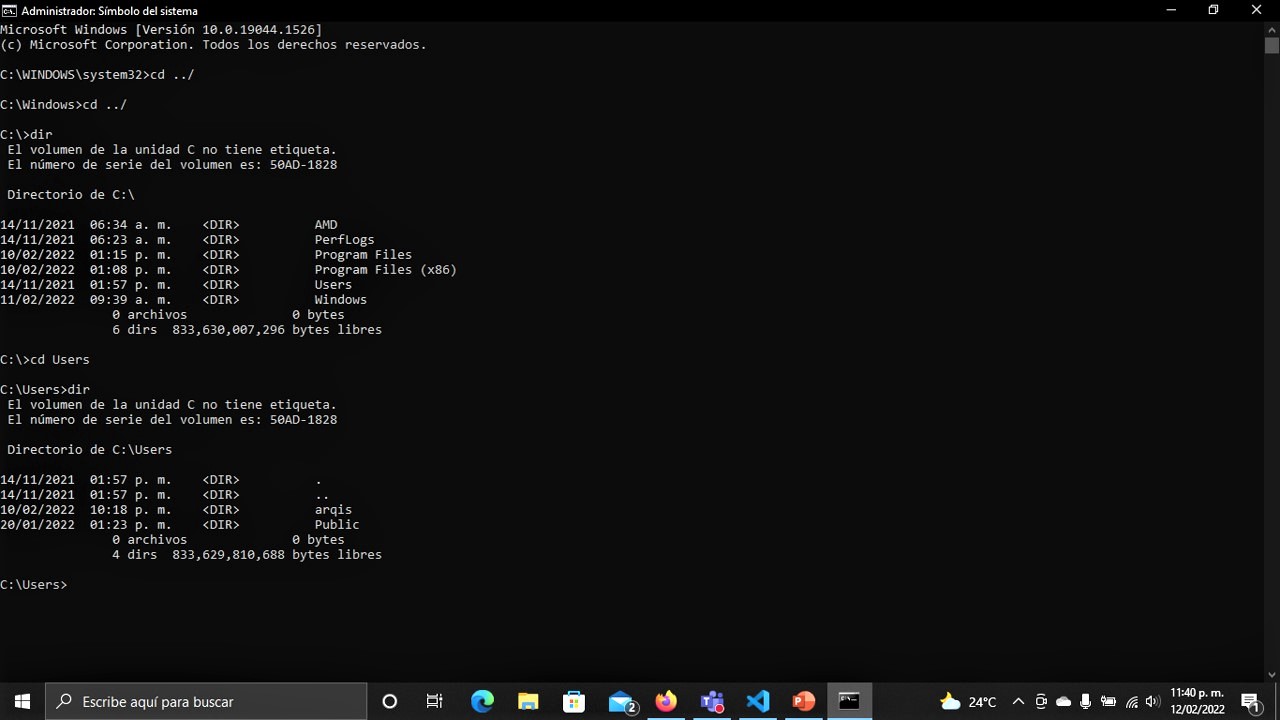 Administrador: Símbolo del sistema
Microsoft Windows [Versión 10.0.19044.1526]
(c) Microsoft Corporation. Todos los derechos reservados.
C:\WINDOWS\system32>cd ../
C:\Windows>cd ../
C:\>dir
El volumen de la unidad C no tiene etiqueta.
El número de serie del volumen es: 50AD-1828
Directorio de C:\
14/11/2021  06:34 a. m.    <DIR>          AMD
14/11/2021  06:23 a. m.    <DIR>          PerfLogs
10/02/2022  01:15 p. m.    <DIR>          Program Files
10/02/2022  01:08 p. m.    <DIR>          Program Files (x86)
14/11/2021  01:57 p. m.    <DIR>          Users
11/02/2022  09:39 a. m.    <DIR>          Windows
0 archivos              0 bytes
6 dirs  833,630,007,296 bytes libres
C:\>cd Users
C:\Users>dir
El volumen de la unidad C no tiene etiqueta.
El número de serie del volumen es: 50AD-1828
Directorio de C:\Users
14/11/2021  01:57 p. m.    <DIR>          .
14/11/2021  01:57 p. m.    <DIR>          ..
10/02/2022  10:18 p. m.    <DIR>          arqis
20/01/2022  01:23 p. m.    <DIR>          Public
0 archivos              0 bytes
4 dirs  833,629,810,688 bytes libres
C:\Users>
Escribe aquí para buscar
2
24°C
11:40 p. m.
12/02/2022
1